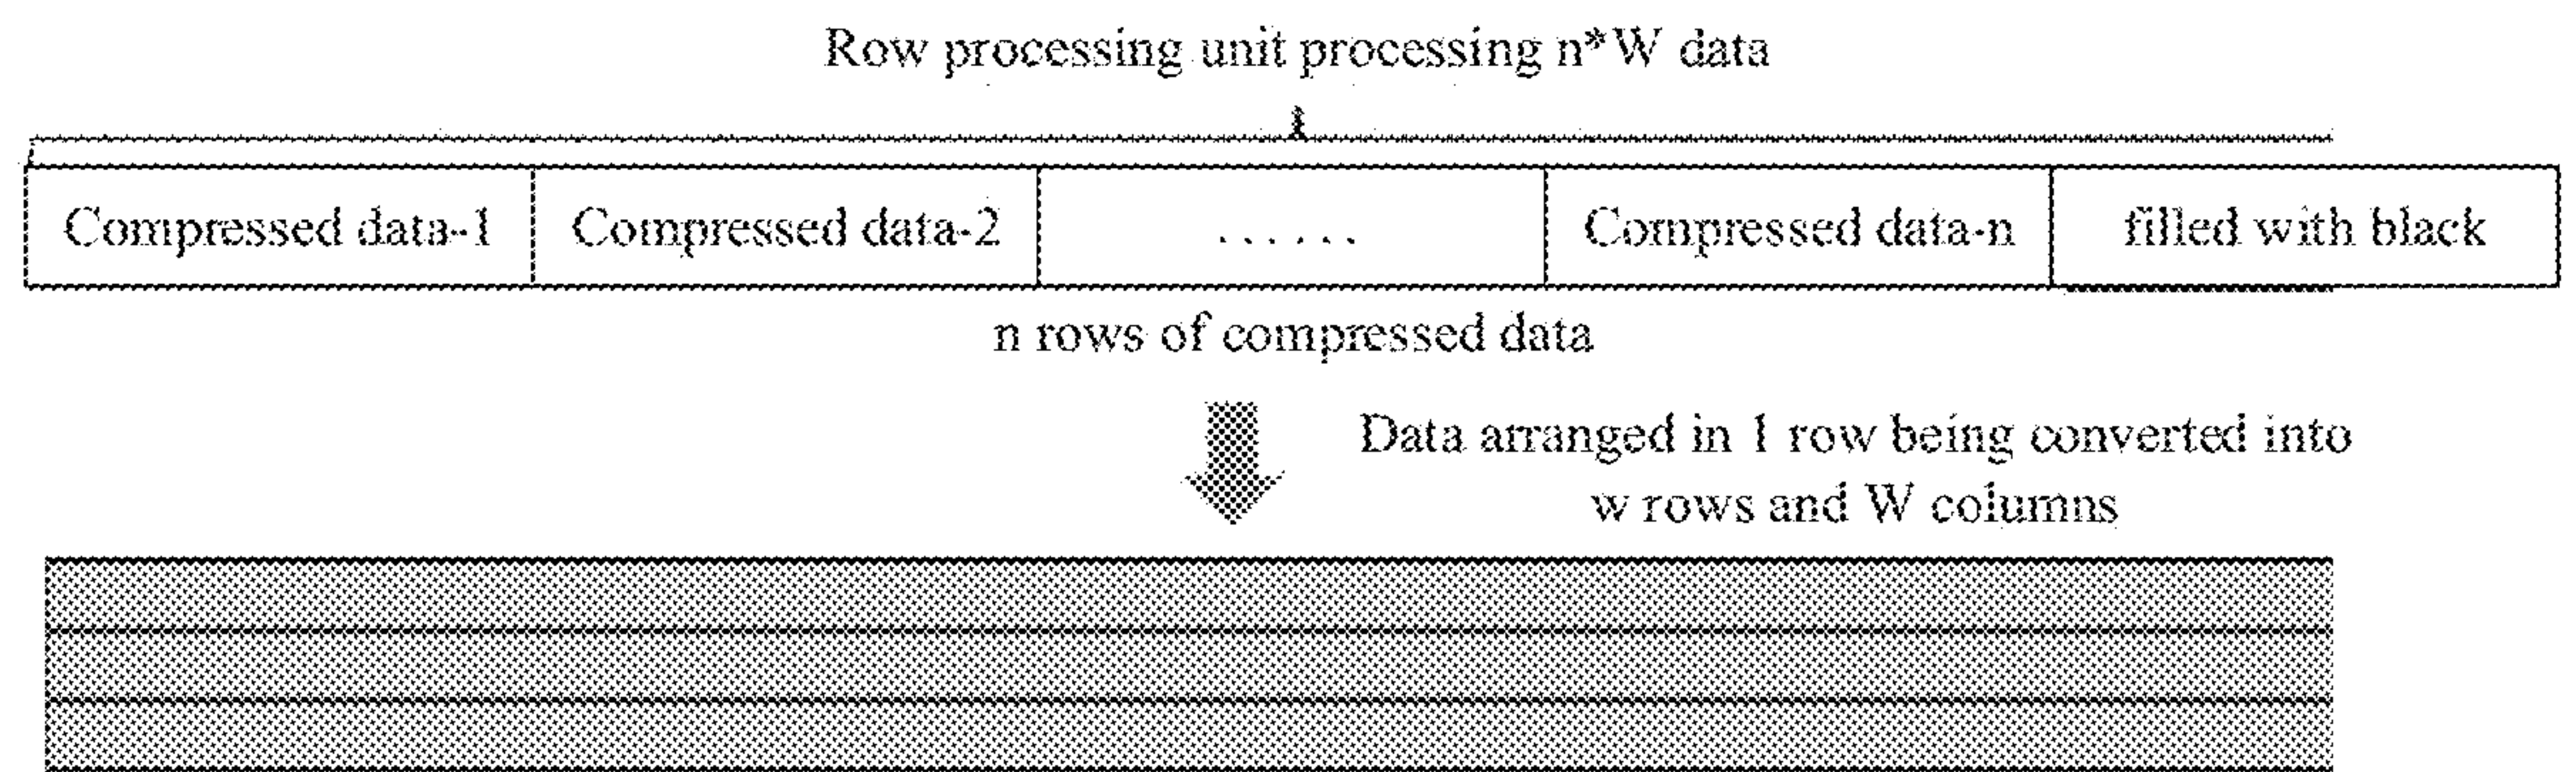 Row processing unit processing n*W data
Compressed data-1 Compressed data-2 ...... Compressed data-n filled with black
n rows of compressed data
Data arranged in 1 row being converted into
w rows and W columns